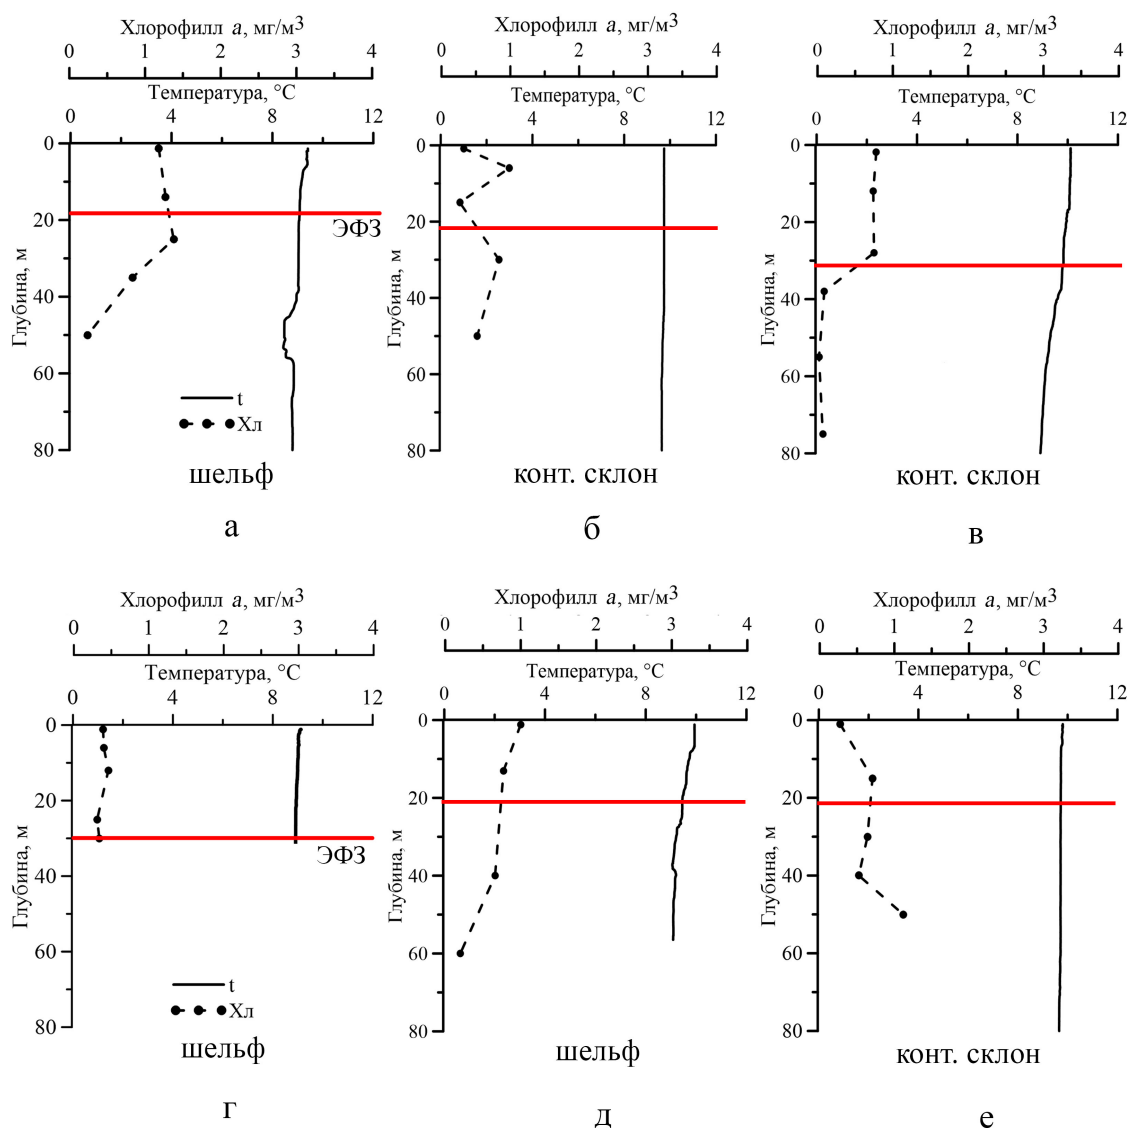 Хлорофилл a, мг/м3
0 1 2 3 4
Температура, °C
0 4 8 12
0
20
40
60
80
Глубина, м
ЭФЗ
t
Хл
шельф
а
Хлорофилл a, мг/м3
0 1 2 3 4
Температура, °C
0 4 8 12
0
20
40
60
80
Глубина, м
конт. склон
б
Хлорофилл a, мг/м3
0 1 2 3 4
Температура, °C
0 4 8 12
0
20
40
60
80
Глубина, м
конт. склон
в
Хлорофилл a, мг/м3
0 1 2 3 4
Температура, °C
0 4 8 12
0
20
40
60
80
Глубина, м
ЭФЗ
t
Хл
шельф
г
Хлорофилл a, мг/м3
0 1 2 3 4
Температура, °C
0 4 8 12
0
20
40
60
80
Глубина, м
шельф
д
Хлорофилл a, мг/м3
0 1 2 3 4
Температура, °C
0 4 8 12
0
20
40
60
80
Глубина, м
конт. склон
е